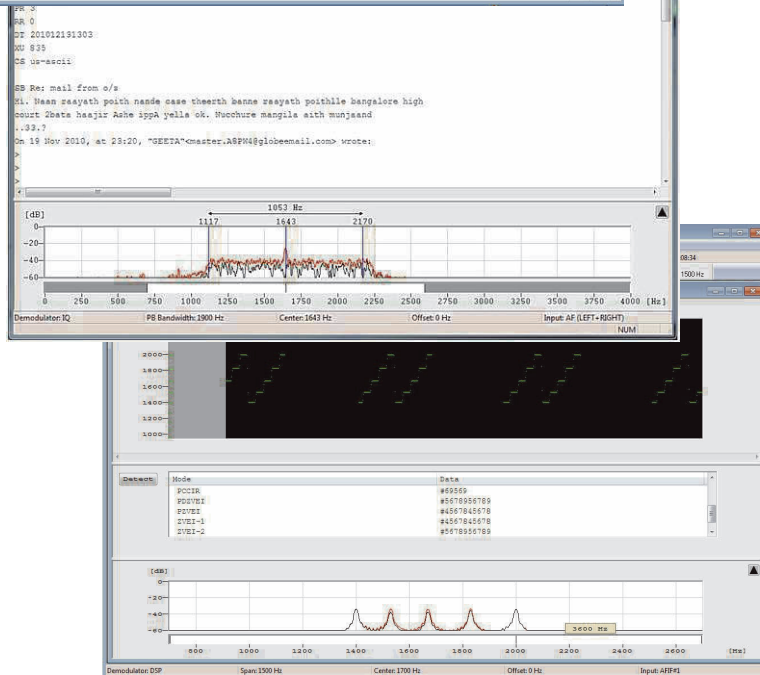 PR 3
RR 0
DT 201012191303
XU 835
CS us-ascii
SB Re: mail from o/s
Hi. Naan raayath poith nande case theerth banne raayath poithlle bangalore high
court 2bata haajir Ashe ippA yella ok. Nucchure mangila aith munjaand
..33.?
On 19 Nov 2010, at 23:20, "GEETA"<master.A8PW4@globeemail.com> wrote:
>
>
>
1053 Hz
[dB] 1117 1643 2170
0
-20
-40
-60
0 250 500 750 1000 1250 1500 1750 2000 2250 2500 2750 3000 3250 3500 3750 4000 [Hz]
Demodulator: IQ PB Bandwidth: 1900 Hz Center: 1643 Hz Offset: 0 Hz Input: AF (LEFT+RIGHT)
NUM
08:34
1500 Hz
2000
1800
1600
1400
1200
1000
Detect Mode Data
PCCIR #69569
PDZVEI #5678956789
PZVEI #4567845678
ZVEI-1 #4567845678
ZVEI-2 #5678956789
[dB]
0
-20
-40
-60
3600 Hz
800 1000 1200 1400 1600 1800 2000 2200 2400 2600 [Hz]
Demodulator: DSP Span: 1500 Hz Center: 1700 Hz Offset: 0 Hz Input: AFIF#1